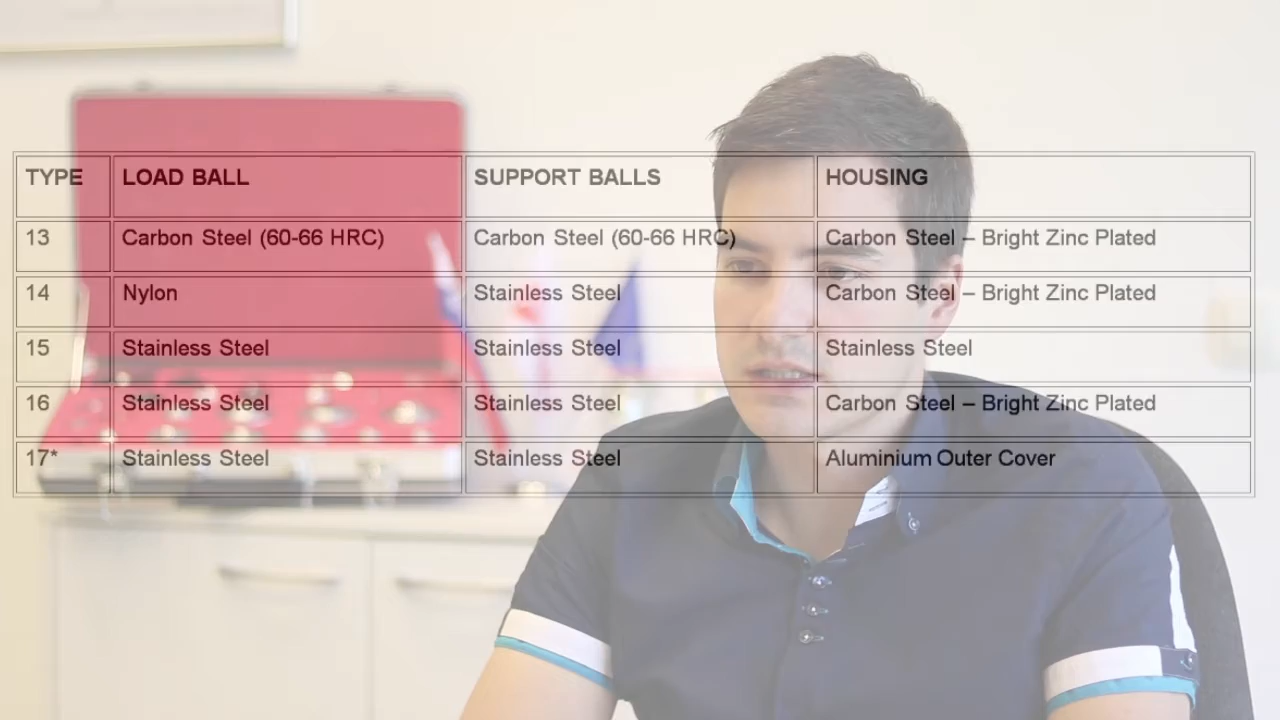 TYPE LOAD BALL SUPPORT BALLS HOUSING
13 Carbon Steel (60-66 HRC) Carbon Steel (60-66 HRC) Carbon Steel – Bright Zinc Plated
14 Nylon Stainless Steel Carbon Steel – Bright Zinc Plated
15 Stainless Steel Stainless Steel Stainless Steel
16 Stainless Steel Stainless Steel Carbon Steel – Bright Zinc Plated
17* Stainless Steel Stainless Steel Aluminium Outer Cover